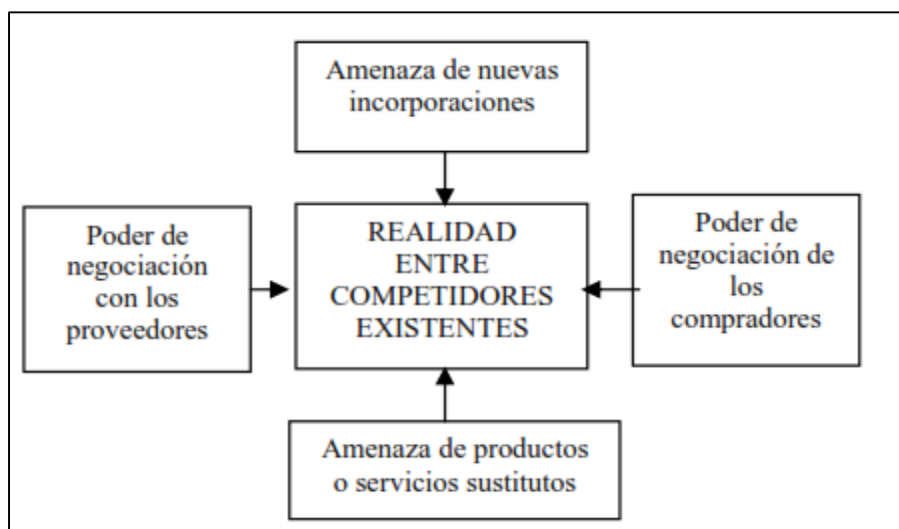 Amenaza de nuevas
incorporaciones
Poder de
negociación
con los
proveedores
REALIDAD
ENTRE
COMPETIDORES
EXISTENTES
Poder de
negociación de
los
compradores
Amenaza de productos
o servicios sustitutos